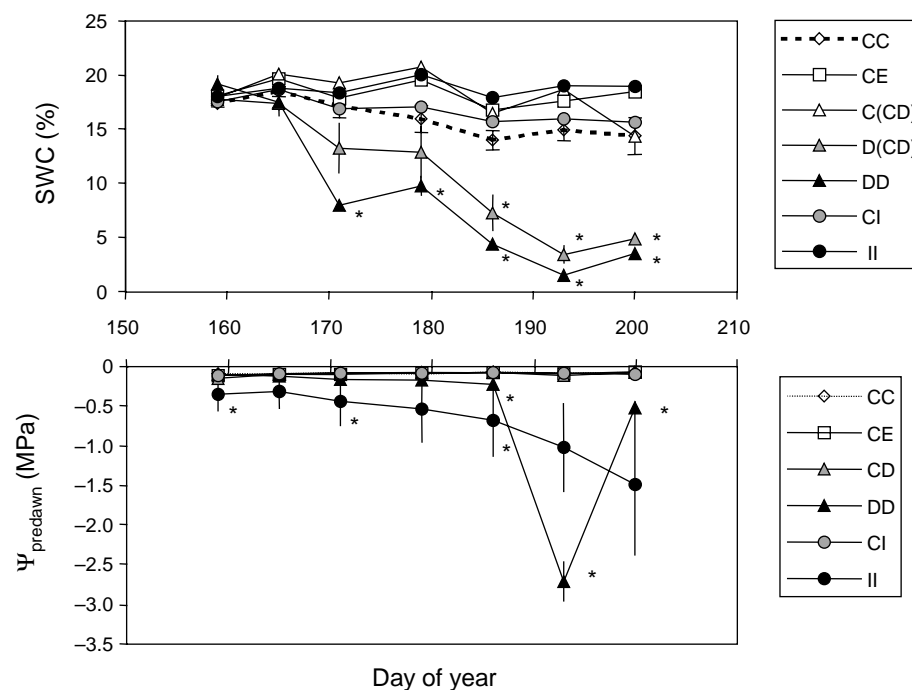 25
20
15
10
5
0
SWC (%)
150 160 170 180 190 200 210
* * * * * * * * *
CC
CE
C(CD)
D(CD)
DD
CI
II
0
–0.5
–1.0
–1.5
–2.0
–2.5
–3.0
–3.5
Ψpredawn (MPa)
* * * * * *
CC
CE
CD
DD
CI
II
Day of year